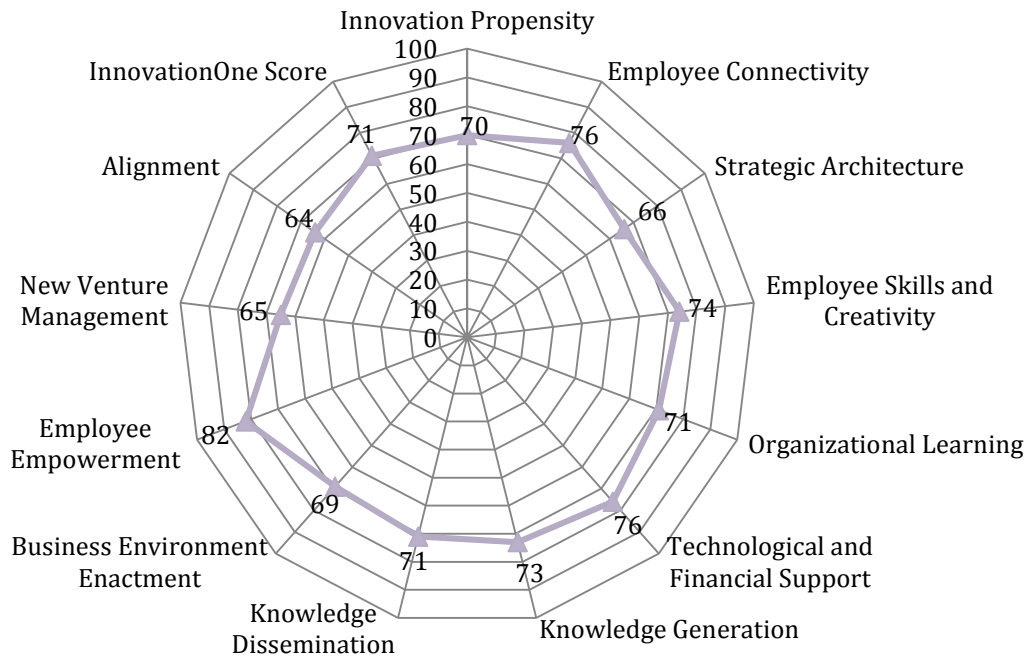 Innovation Propensity
Employee Connectivity
Strategic Architecture
Employee Skills and
Creativity
Organizational Learning
Technological and
Financial Support
Knowledge Generation
Knowledge
Dissemination
Business Environment
Enactment
Employee
Empowerment
New Venture
Management
Alignment
InnovationOne Score
100
90
80
70
60
50
40
30
20
10
0
70
76
66
74
71
76
73
71
69
82
65
64
71